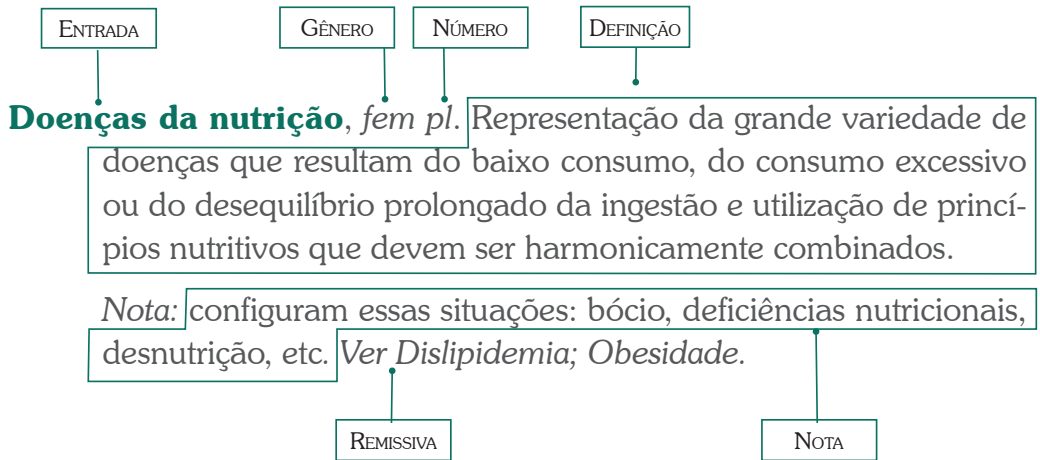 Entrada Gênero Número Definição
Doenças da nutrição, fem pl. Representação da grande variedade de
doenças que resultam do baixo consumo, do consumo excessivo
ou do desequilíbrio prolongado da ingestão e utilização de princí-
pios nutritivos que devem ser harmonicamente combinados.
Nota: configuram essas situações: bócio, deficiências nutricionais,
desnutrição, etc. Ver Dislipidemia; Obesidade.
Remissiva Nota